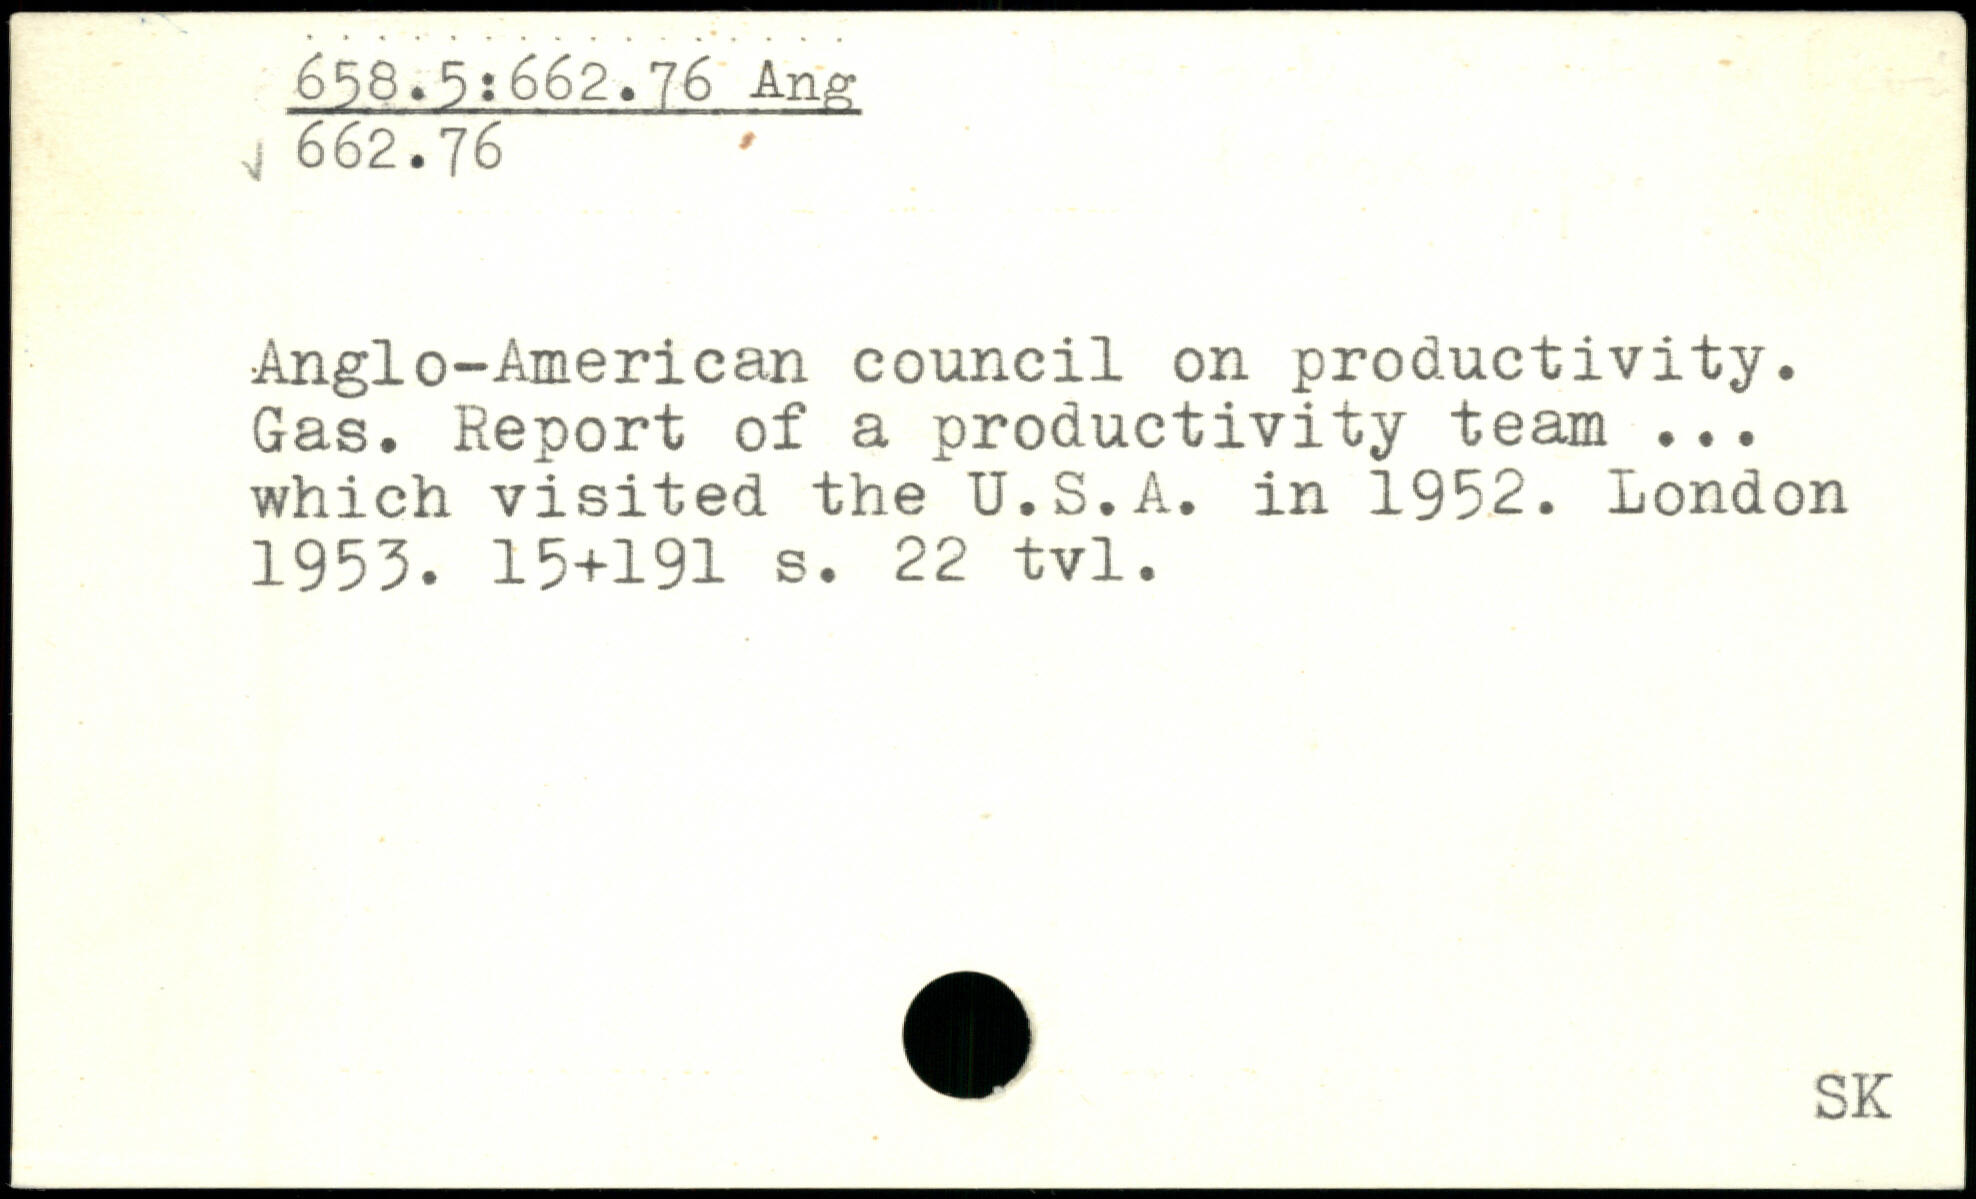 658.5:662.76 Ang
662.76
Anglo-American council on productivity.
Gas. Report of a productivity team ...
which visited the U.S.A. in 1952. London
1953. 15+191 s. 22 tvl.
SK